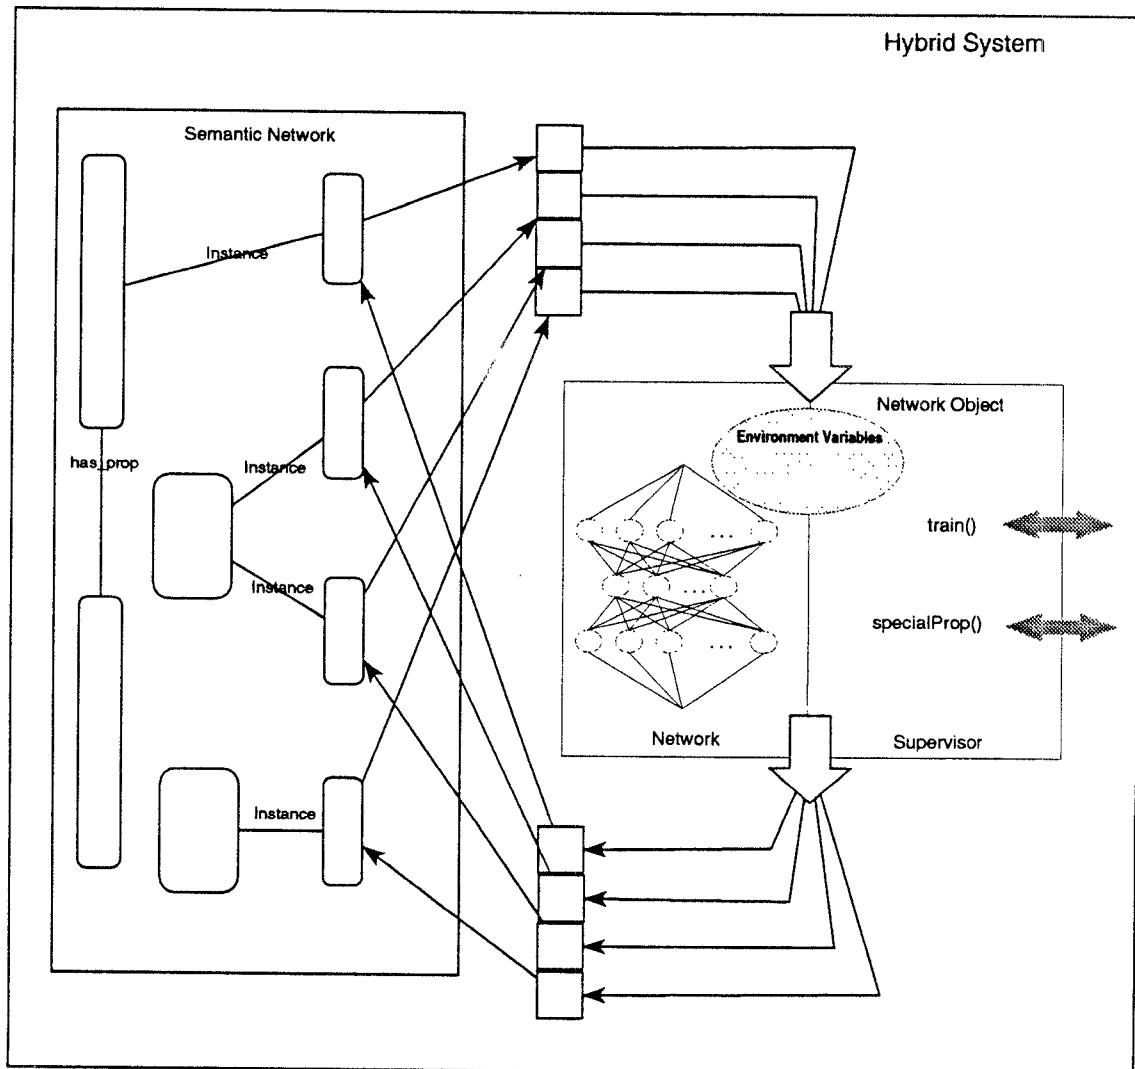 Hybrid System
Semantic Network
Instance
has_prop
Instance
Instance
Instance
Network Object
Environment Variables
...
train()
...
specialProp()
...
Network
Supervisor